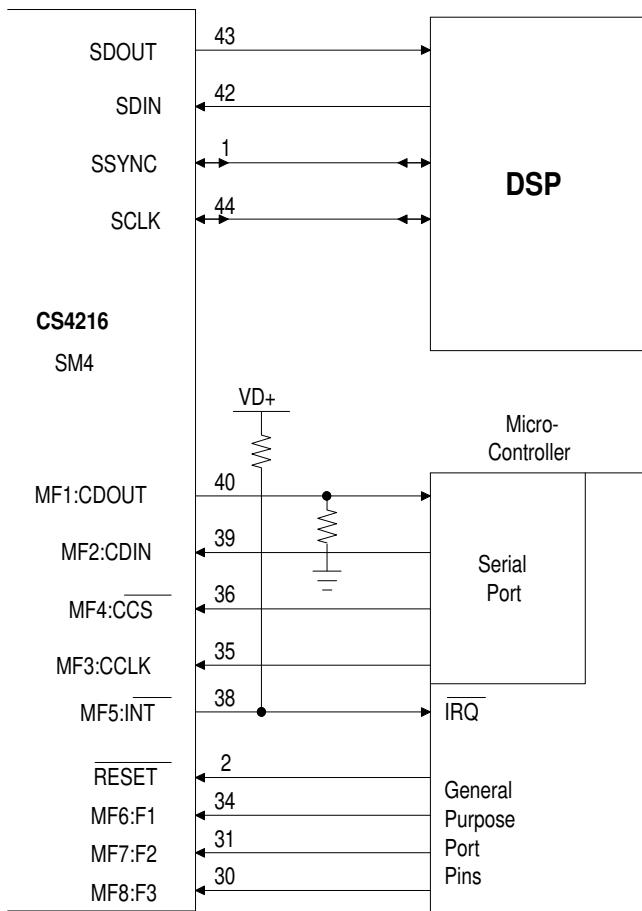 SDOUT 43
SDIN 42
SSYNC 1
SCLK 44
DSP
CS4216
SM4
VD+
Micro-
Controller
MF1:CDOUT 40
MF2:CDIN 39
MF4:CCS 36
MF3:CCLK 35
Serial
Port
MF5:INT 38 IRQ
RESET 2
MF6:F1 34
MF7:F2 31
MF8:F3 30
General
Purpose
Port
Pins